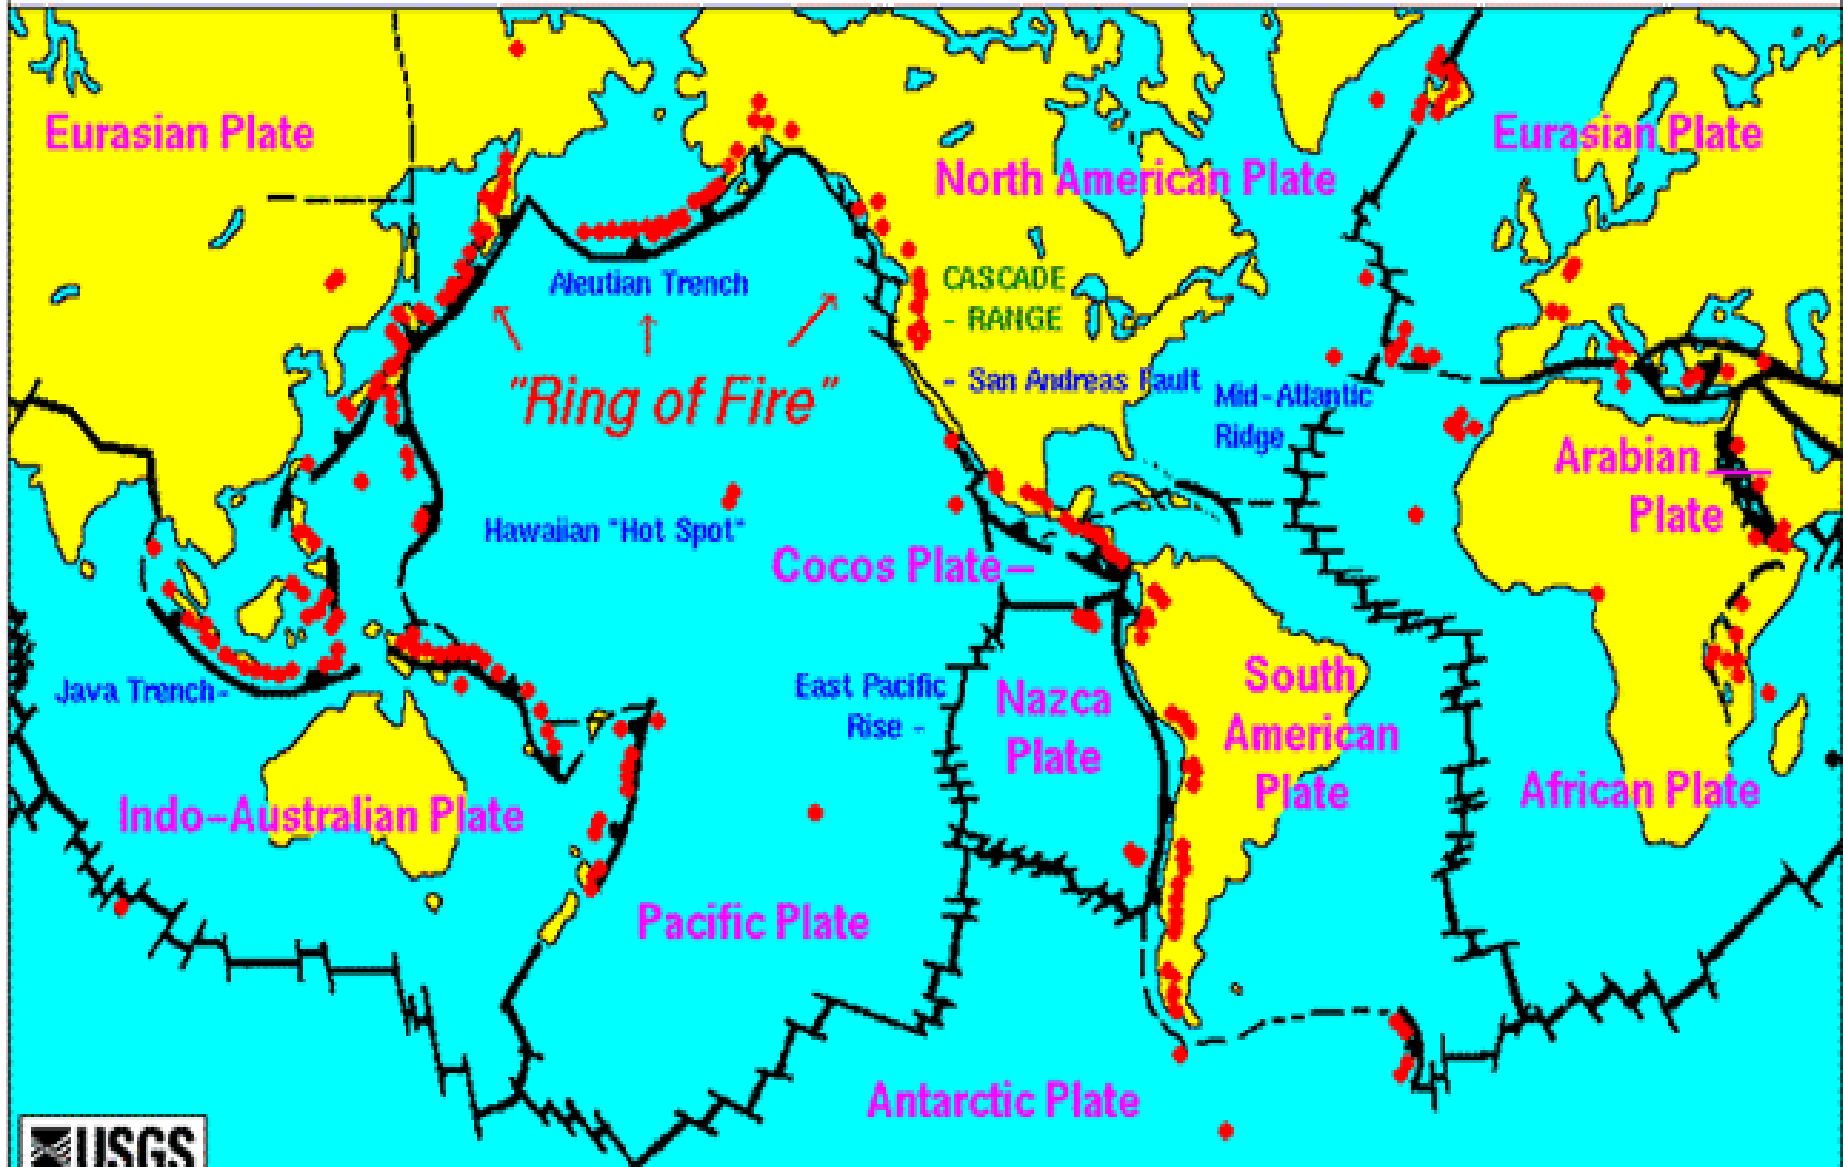 Eurasian Plate
Eurasian Plate
North American Plate
Aleutian Trench
CASCADE
- RANGE
"Ring of Fire"
- San Andreas Fault
Mid-Atlantic
Ridge
Arabian
Plate
Hawaiian "Hot Spot"
Cocos Plate
Java Trench
East Pacific
Rise -
Nazca
Plate
South
American
Plate
Indo-Australian Plate
African Plate
Pacific Plate
Antarctic Plate
USGS